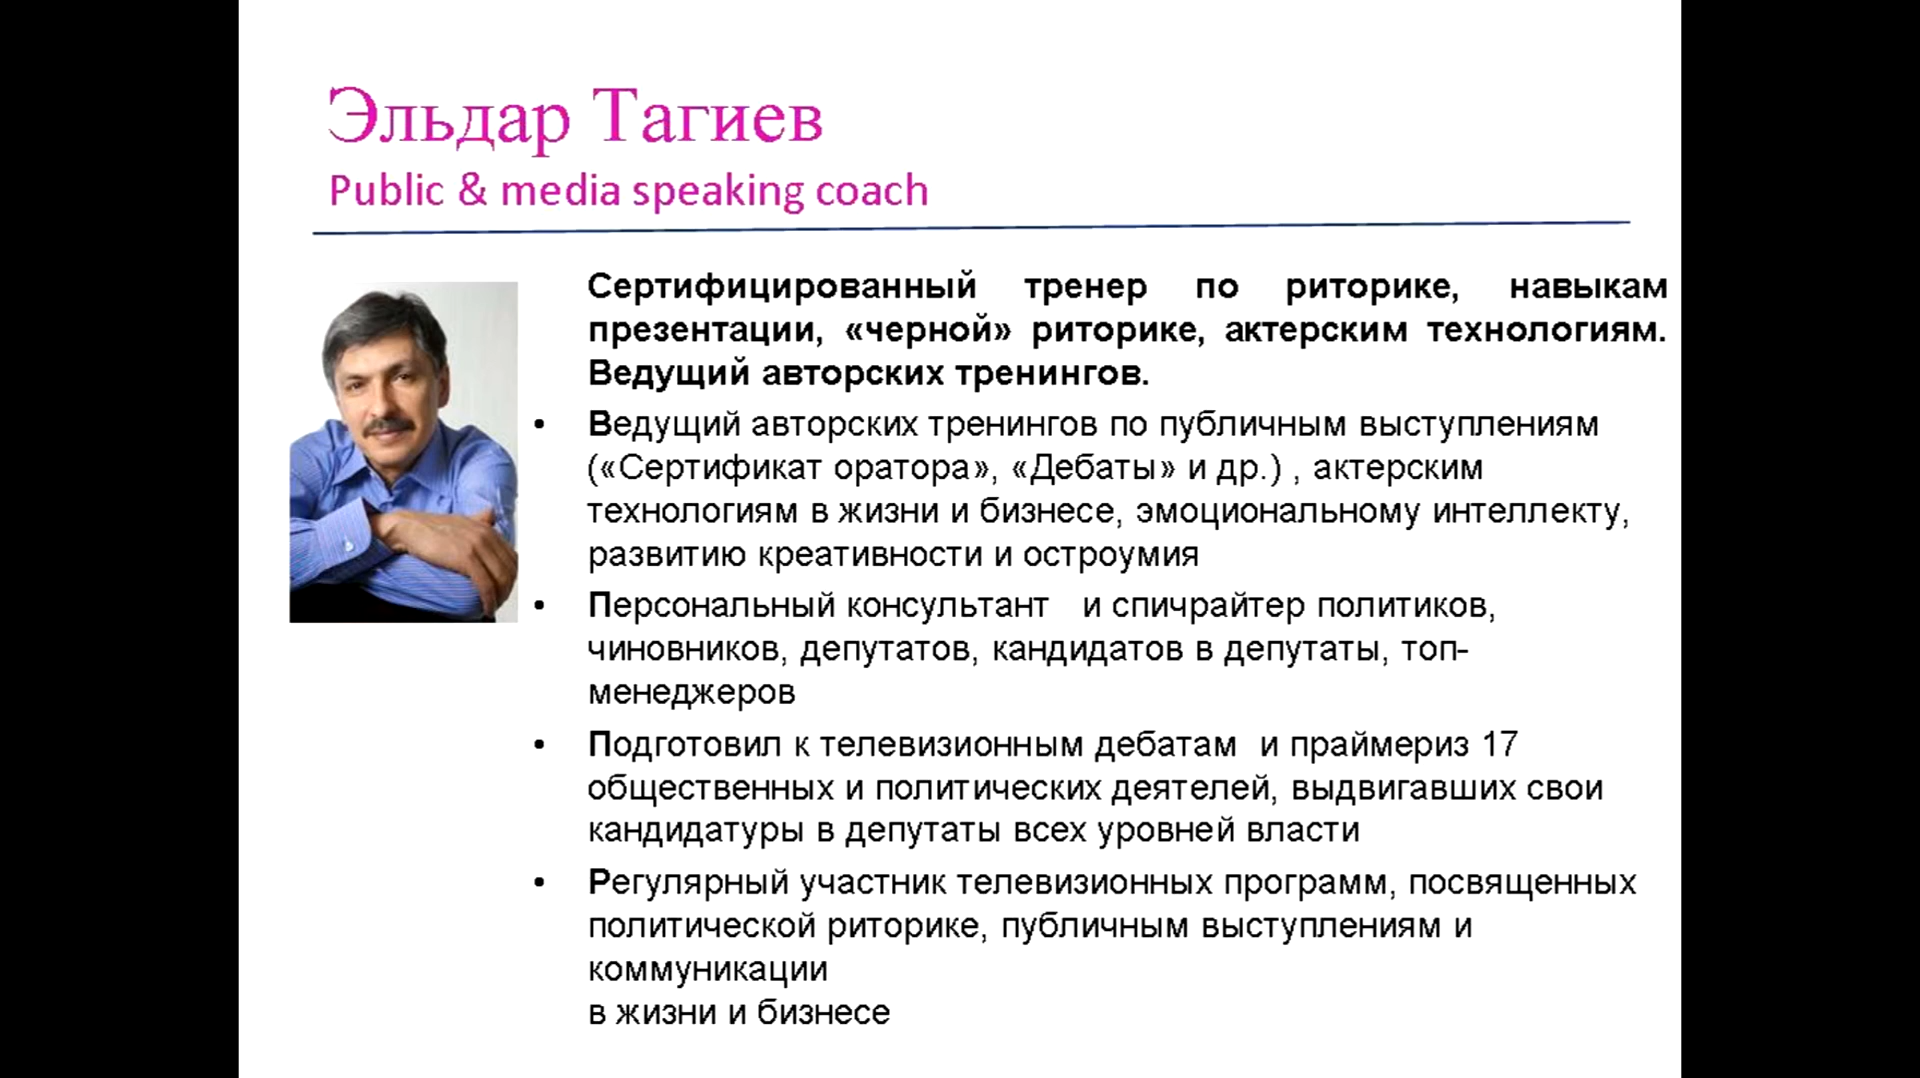 Эльдар Тагиев
Public & media speaking coach
Сертифицированный тренер по риторике, навыкам
презентации, «черной» риторике, актерским технологиям.
Ведущий авторских тренингов.
• Ведущий авторских тренингов по публичным выступлениям
(«Сертификат оратора», «Дебаты» и др.) , актерским
технологиям в жизни и бизнесе, эмоциональному интеллекту,
развитию креативности и остроумия
• Персональный консультант и спичрайтер политиков,
чиновников, депутатов, кандидатов в депутаты, топ-
менеджеров
• Подготовил к телевизионным дебатам и праймериз 17
общественных и политических деятелей, выдвигавших свои
кандидатуры в депутаты всех уровней власти
• Регулярный участник телевизионных программ, посвященных
политической риторике, публичным выступлениям и
коммуникации
в жизни и бизнесе